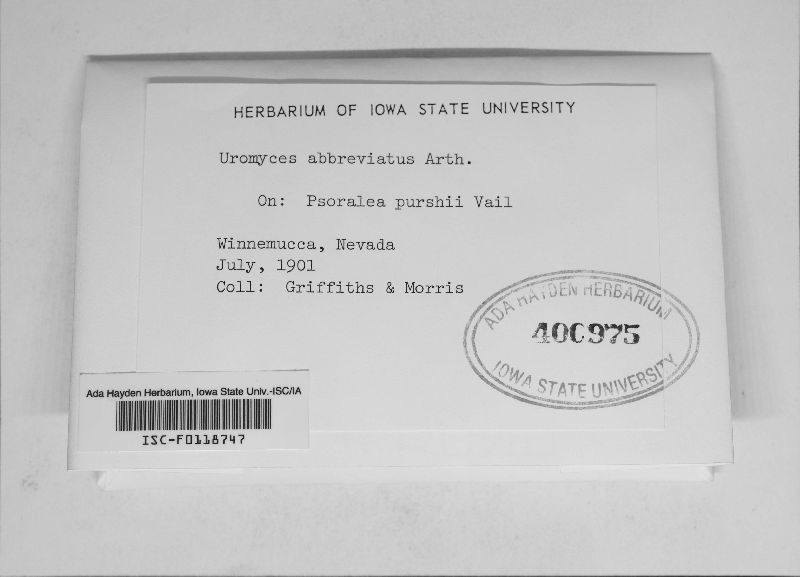 HERBARIUM OF IOWA STATE UNIVERSITY
Uromyces abbreviatus Arth.
On: Psoralea purshii Vail
Winnemucca, Nevada
July, 1901
Coll: Griffiths & Morris
ADA HAYDEN HERBARIUM
400975
IOWA STATE UNIVERSITY
Ada Hayden Herbarium, Iowa State Univ.-ISC/IA
ISC-F0118747